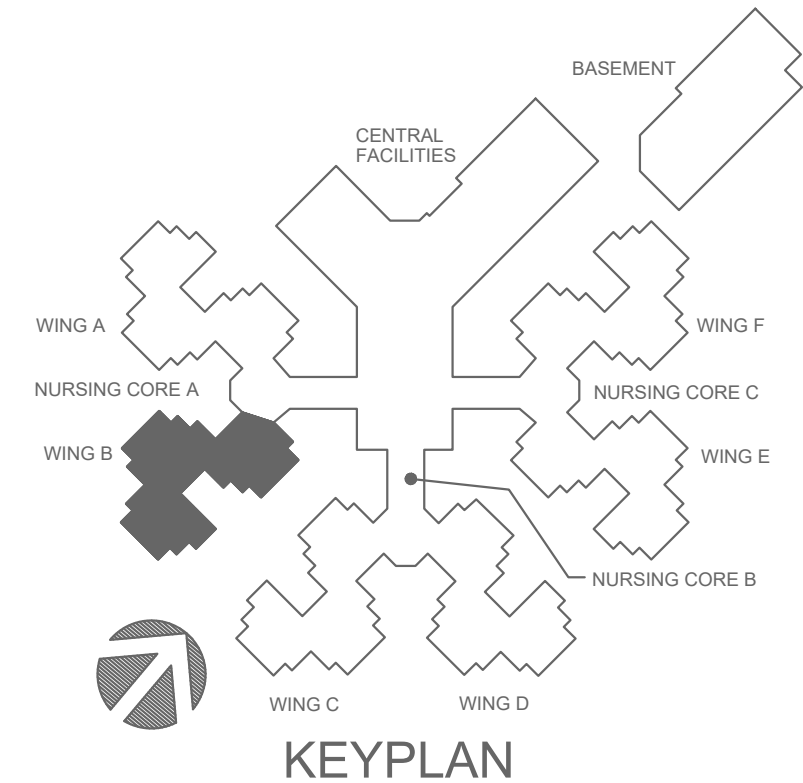 BASEMENT
CENTRAL
FACILITIES
WING A
WING F
NURSING CORE A
NURSING CORE C
WING B
WING E
NURSING CORE B
WING C
WING D
KEYPLAN